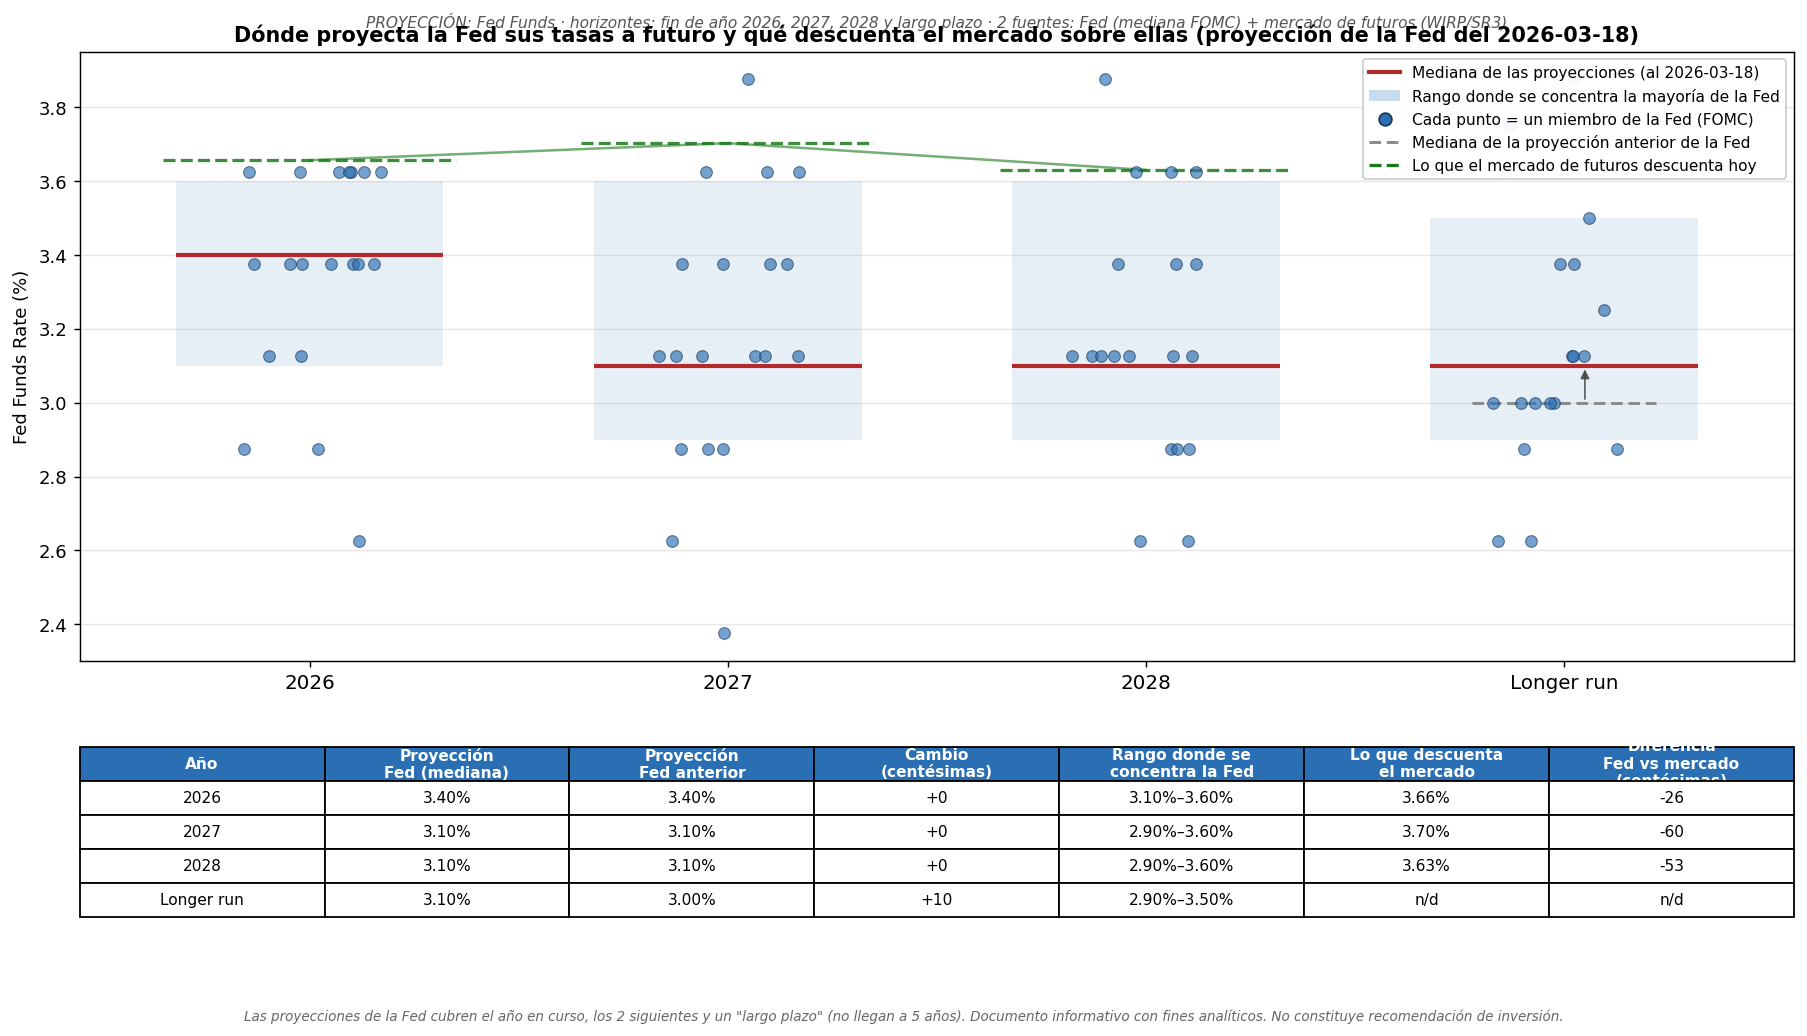 PROYECCIÓN: Fed Funds · horizontes: fin de año 2026, 2027, 2028 y largo plazo · 2 fuentes: Fed (mediana FOMC) + mercado de futuros (WIRP/SR3)
Dónde proyecta la Fed sus tasas a futuro y qué descuenta el mercado sobre ellas (proyección de la Fed del 2026-03-18)
Mediana de las proyecciones (al 2026-03-18)
Rango donde se concentra la mayoría de la Fed
Cada punto = un miembro de la Fed (FOMC)
Mediana de la proyección anterior de la Fed
Lo que el mercado de futuros descuenta hoy
Fed Funds Rate (%)
3.8
3.6
3.4
3.2
3.0
2.8
2.6
2.4
2026 2027 2028 Longer run
Año | Proyección Fed (mediana) | Proyección Fed anterior | Cambio (centésimas) | Rango donde se concentra la Fed | Lo que descuenta el mercado | Diferencia Fed vs mercado (centésimas)
2026 | 3.40% | 3.40% | +0 | 3.10%–3.60% | 3.66% | -26
2027 | 3.10% | 3.10% | +0 | 2.90%–3.60% | 3.70% | -60
2028 | 3.10% | 3.10% | +0 | 2.90%–3.60% | 3.63% | -53
Longer run | 3.10% | 3.00% | +10 | 2.90%–3.50% | n/d | n/d
Las proyecciones de la Fed cubren el año en curso, los 2 siguientes y un "largo plazo" (no llegan a 5 años). Documento informativo con fines analíticos. No constituye recomendación de inversión.